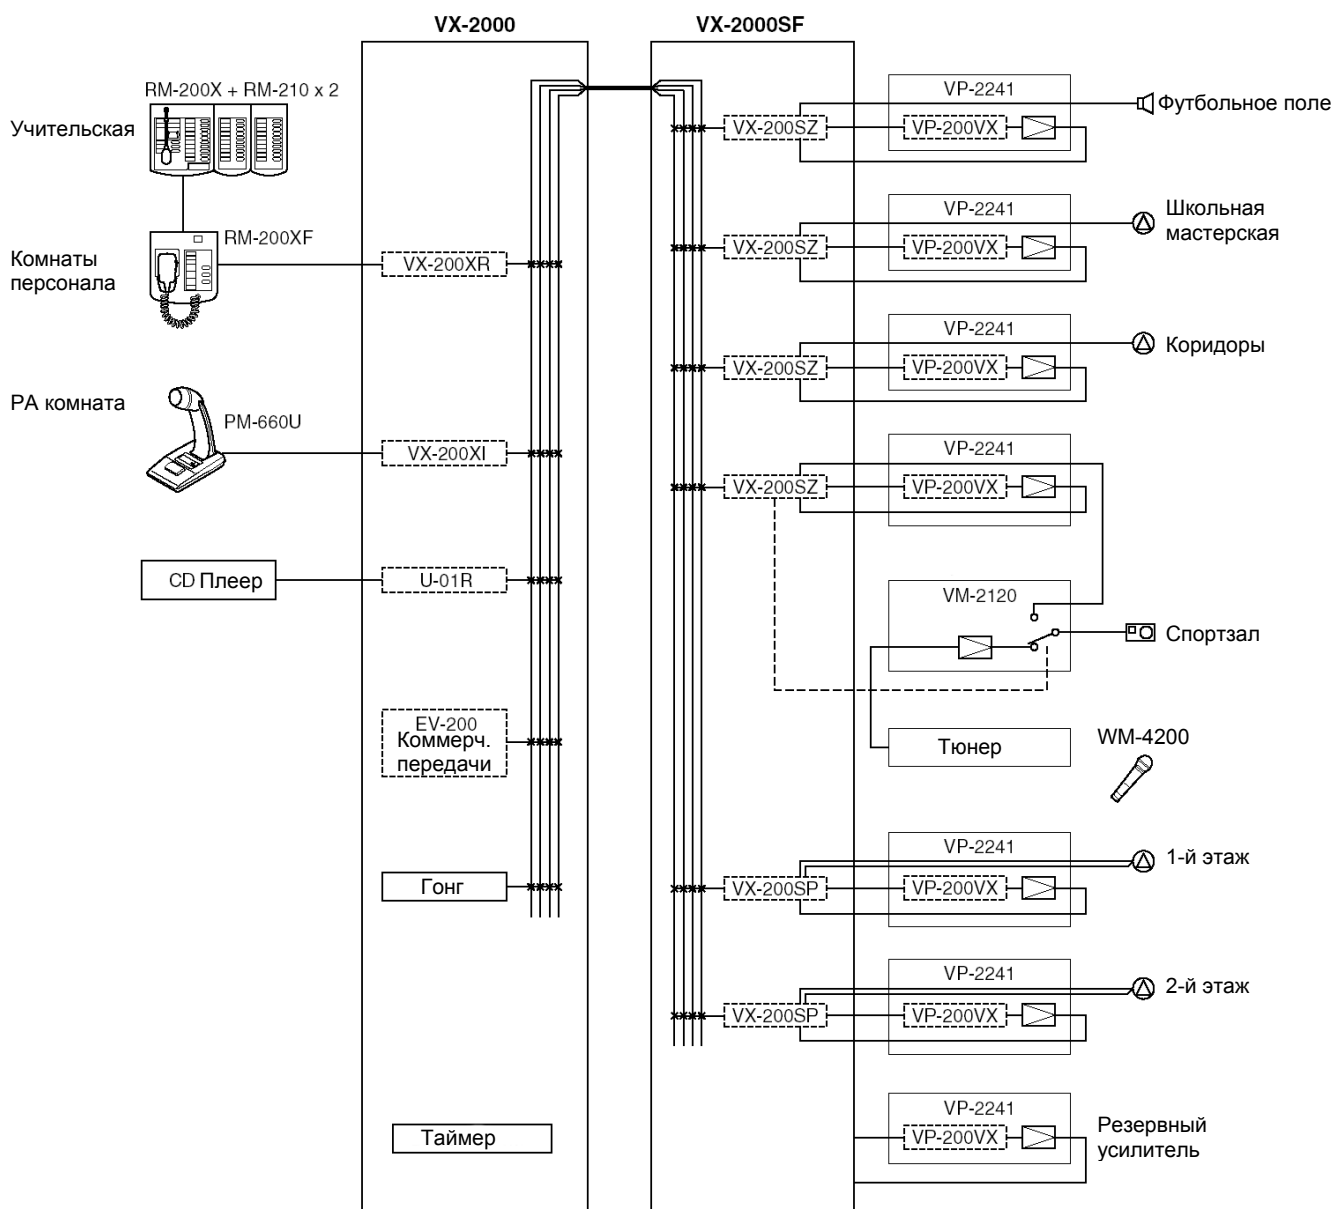 VX-2000
VX-2000SF
RM-200X + RM-210 x 2
Учительская
RM-200XF
Комнаты
персонала
VX-200XR
PA комната
PM-660U
VX-200XI
CD Плеер
U-01R
EV-200
Коммерч.
передачи
Гонг
Таймер
VP-2241
VX-200SZ
VP-200VX
Футбольное поле
VP-2241
VX-200SZ
VP-200VX
Школьная
мастерская
VP-2241
VX-200SZ
VP-200VX
Коридоры
VP-2241
VX-200SZ
VP-200VX
VM-2120
Спортзал
Тюнер
WM-4200
VP-2241
VX-200SP
VP-200VX
1-й этаж
VP-2241
VX-200SP
VP-200VX
2-й этаж
VP-2241
VP-200VX
Резервный
усилитель